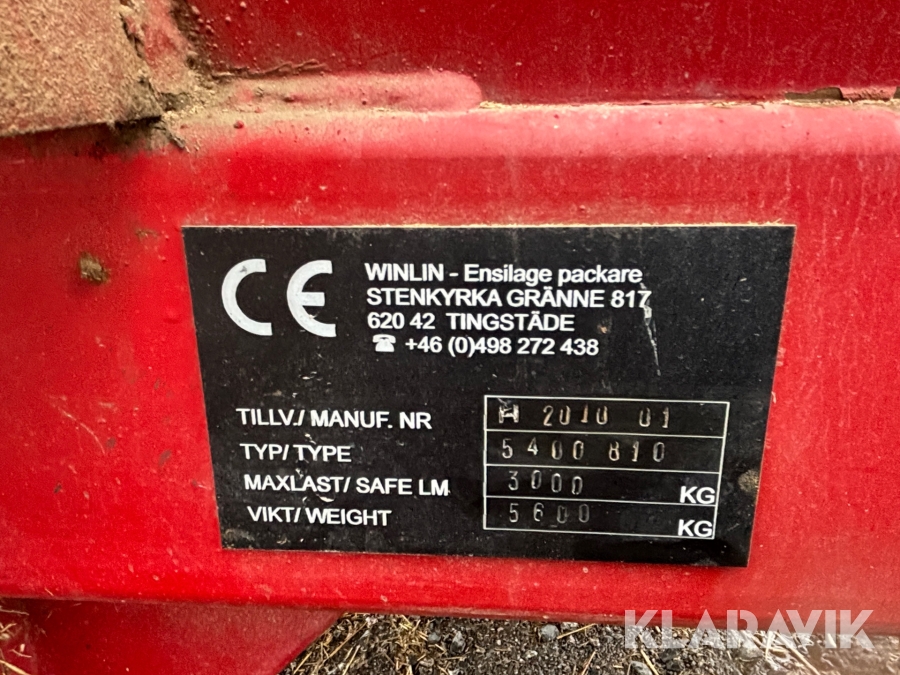 CE
WINLIN - Ensilage packare
STENKYRKA GRÄNNE 817
620 42 TINGSTÄDE
☎ +46 (0)498 272 438
TILLV./ MANUF. NR H 2010 01
TYP/ TYPE 5400 810
MAXLAST/ SAFE LM 3000 KG
VIKT/ WEIGHT 5600 KG
KLARAVIK